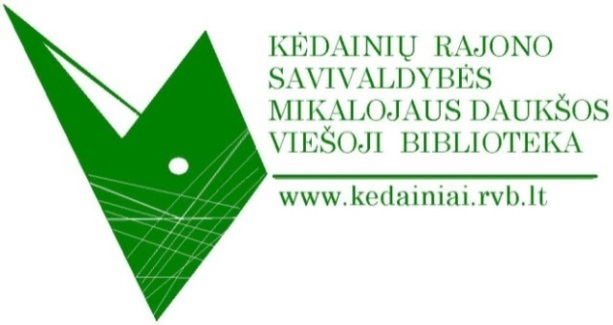 KĖDAINIŲ RAJONO
SAVIVALDYBĖS
MIKALOJAUS DAUKŠOS
VIEŠOJI BIBLIOTEKA
www.kedainiai.rvb.lt